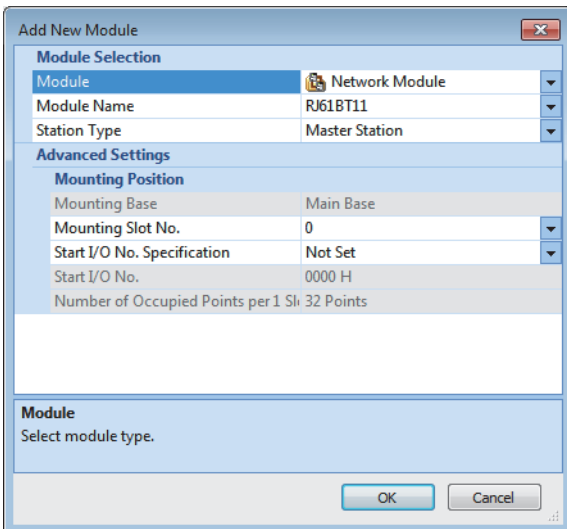 Add New Module
Module Selection
Module Network Module
Module Name RJ61BT11
Station Type Master Station
Advanced Settings
Mounting Position
Mounting Base Main Base
Mounting Slot No. 0
Start I/O No. Specification Not Set
Start I/O No. 0000 H
Number of Occupied Points per 1 Sl 32 Points
Module
Select module type.
OK Cancel